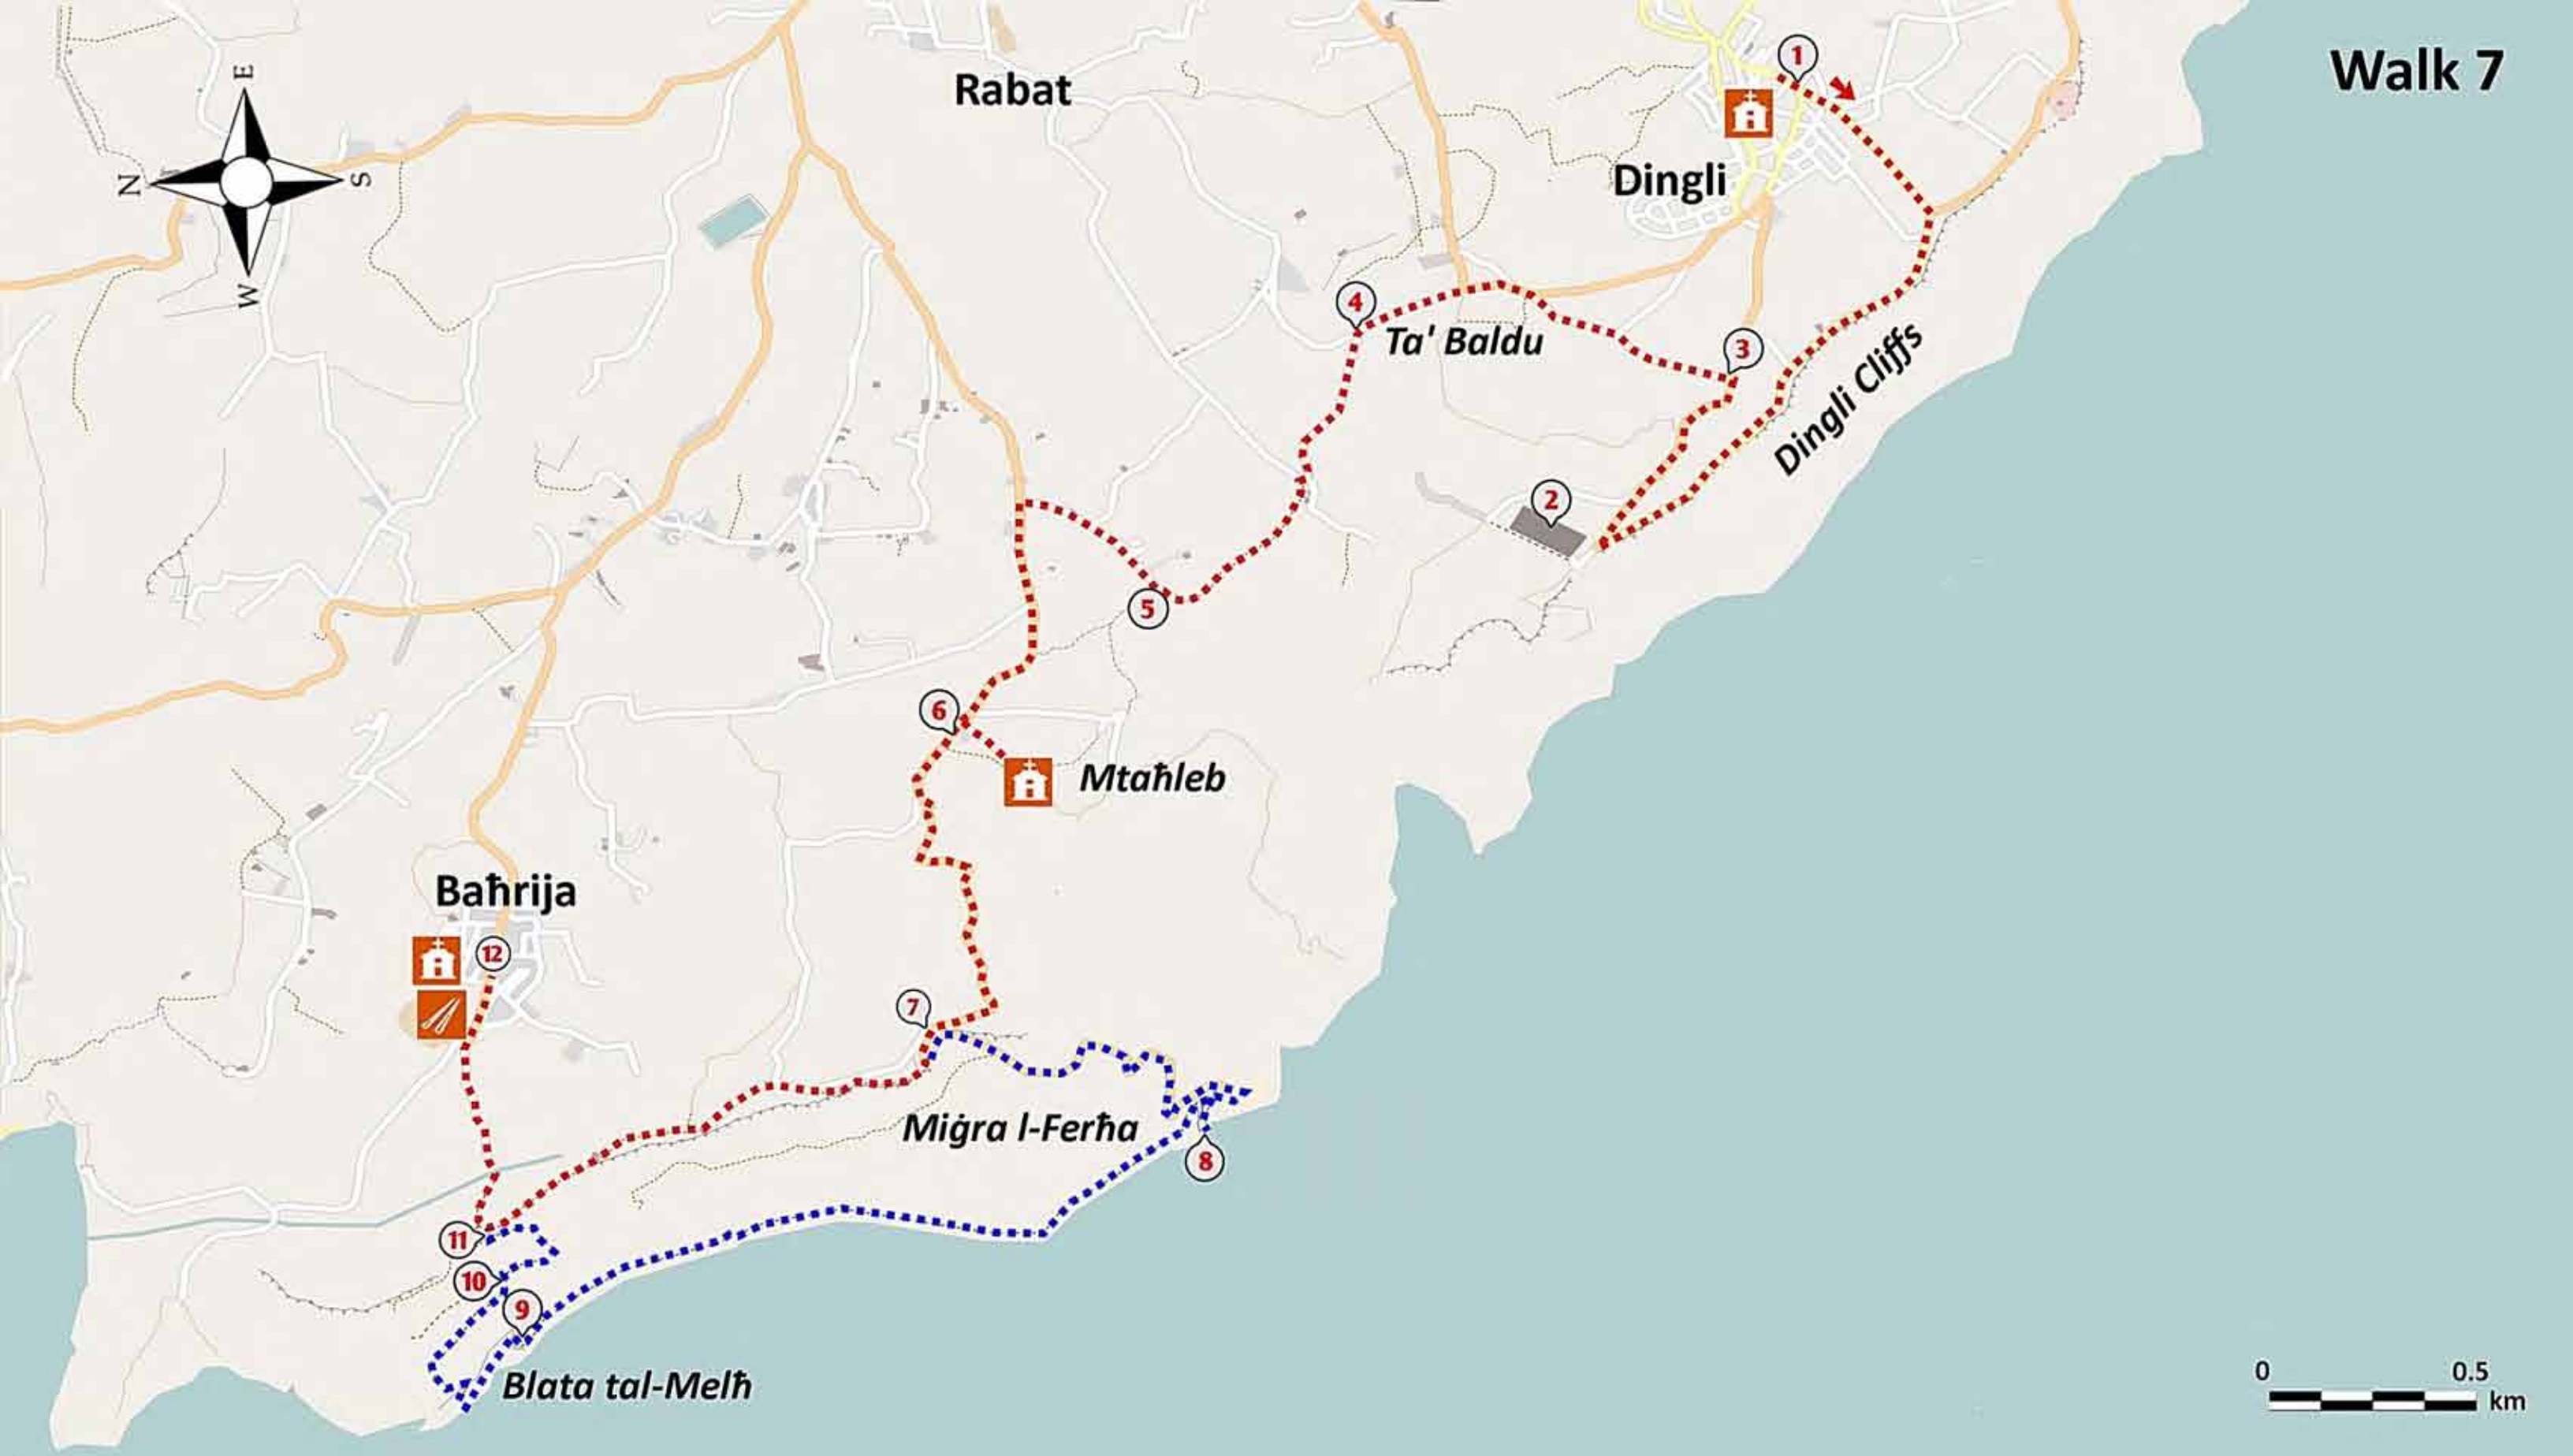 Walk 7
E
N
S
W
Rabat
1
Dingli
4
Ta' Baldu
3
Dingli Cliffs
2
5
6
Mtaħleb
Baħrija
12
7
Miġra l-Ferħa
8
11
10
9
Blata tal-Melħ
0 0.5
km